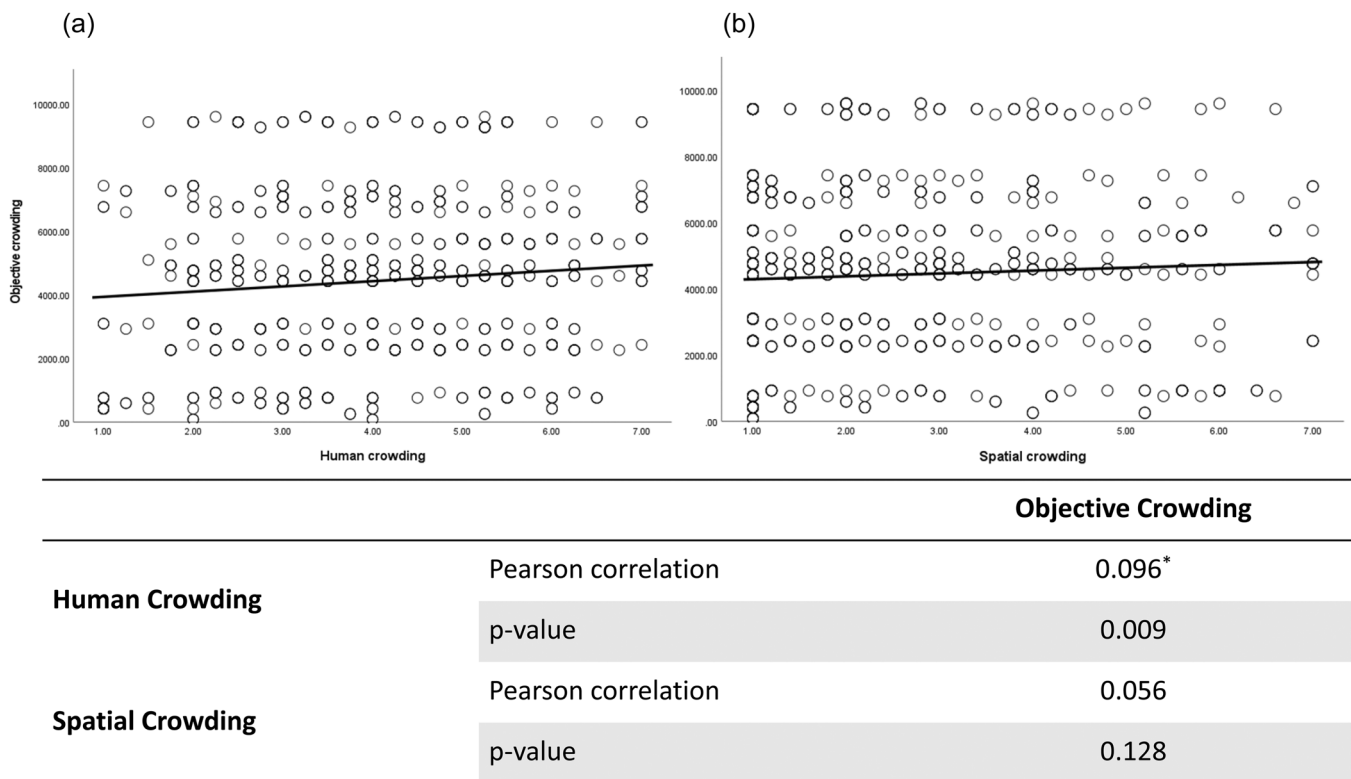 (a)
10000.00
8000.00
6000.00
4000.00
2000.00
.00
Objective crowding
1.00 2.00 3.00 4.00 5.00 6.00 7.00
Human crowding
(b)
10000.00
8000.00
6000.00
4000.00
2000.00
.00
1.00 2.00 3.00 4.00 5.00 6.00 7.00
Spatial crowding
Objective Crowding
Human Crowding
Pearson correlation 0.096*
p-value 0.009
Spatial Crowding
Pearson correlation 0.056
p-value 0.128